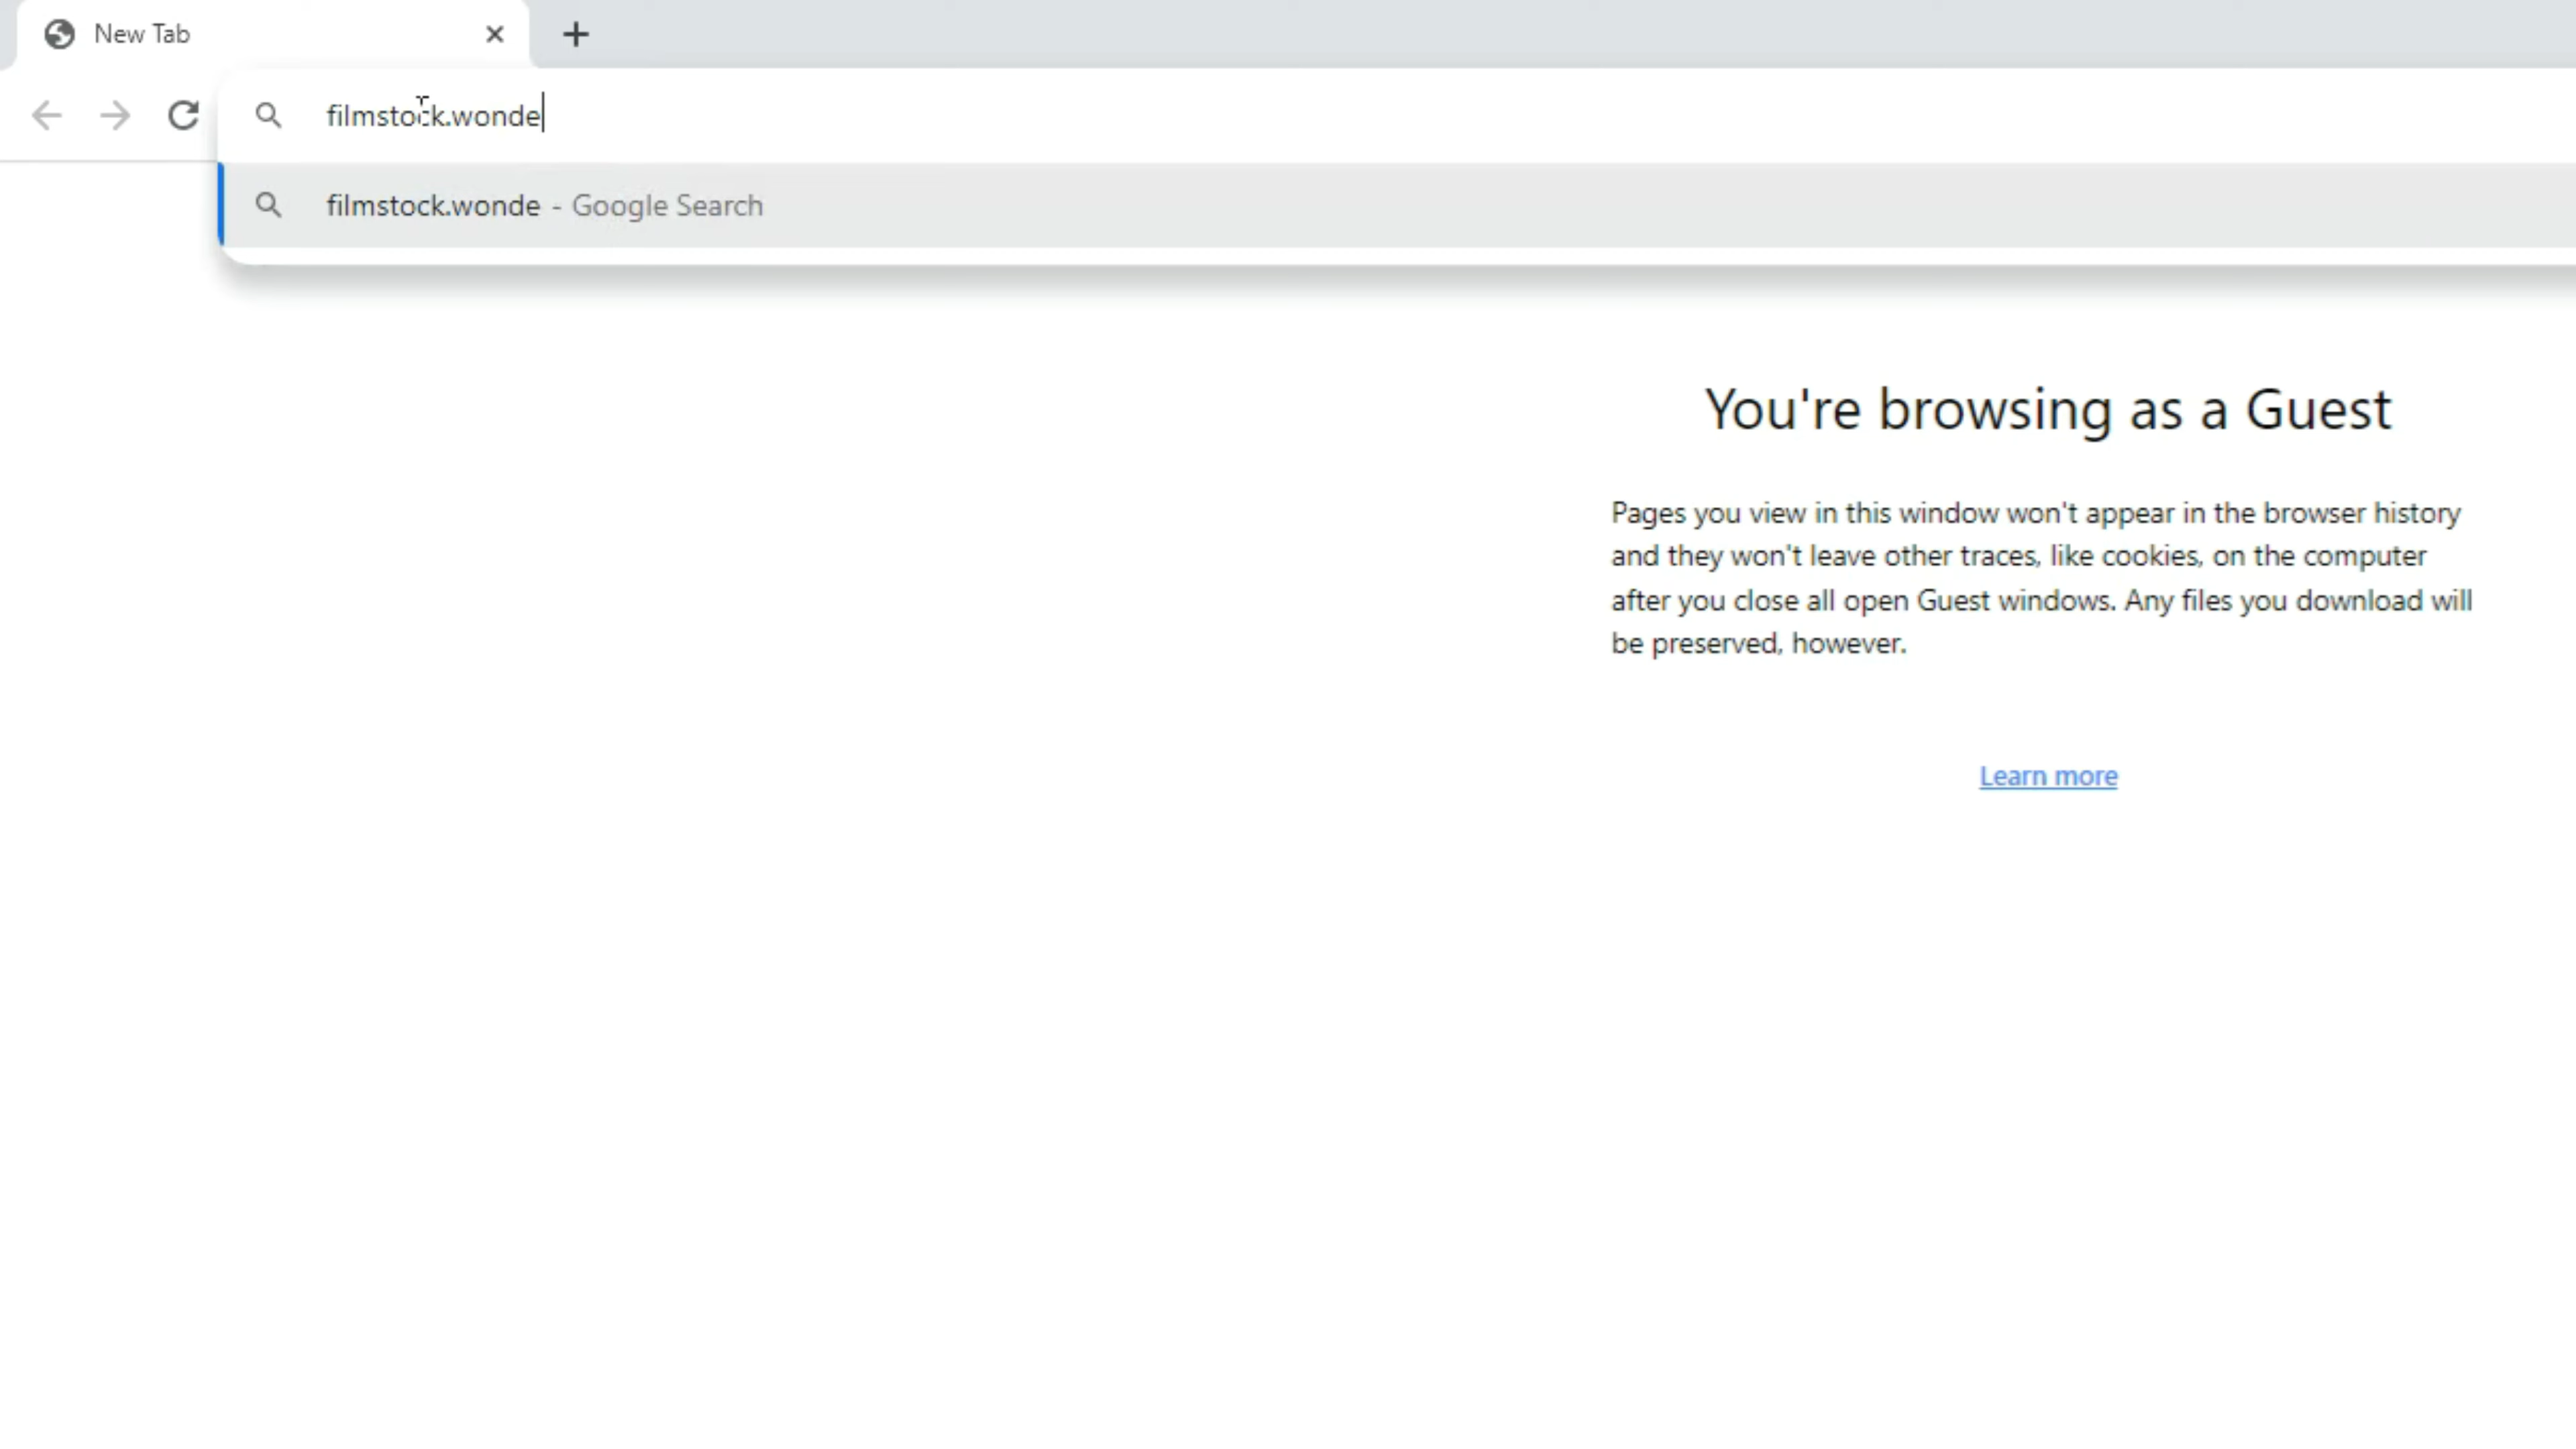 New Tab
filmstock.wonde
filmstock.wonde - Google Search
You're browsing as a Guest
Pages you view in this window won't appear in the browser history
and they won't leave other traces, like cookies, on the computer
after you close all open Guest windows. Any files you download will
be preserved, however.
Learn more